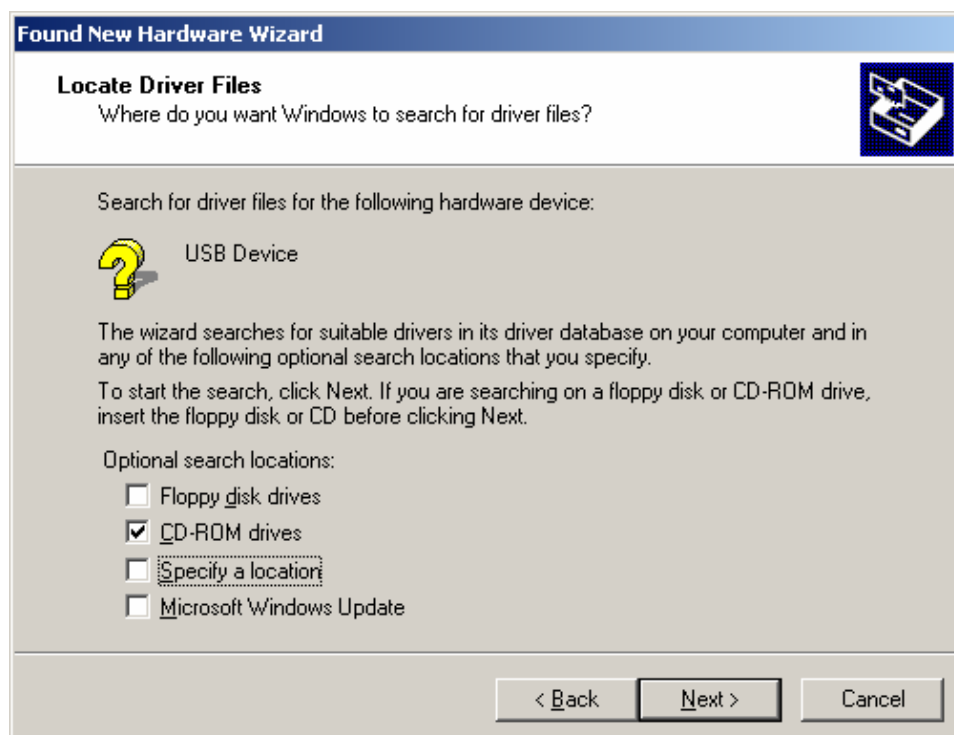 Found New Hardware Wizard
Locate Driver Files
Where do you want Windows to search for driver files?
Search for driver files for the following hardware device:
USB Device
The wizard searches for suitable drivers in its driver database on your computer and in
any of the following optional search locations that you specify.
To start the search, click Next. If you are searching on a floppy disk or CD-ROM drive,
insert the floppy disk or CD before clicking Next.
Optional search locations:
Floppy disk drives
CD-ROM drives
Specify a location
Microsoft Windows Update
< Back
Next >
Cancel